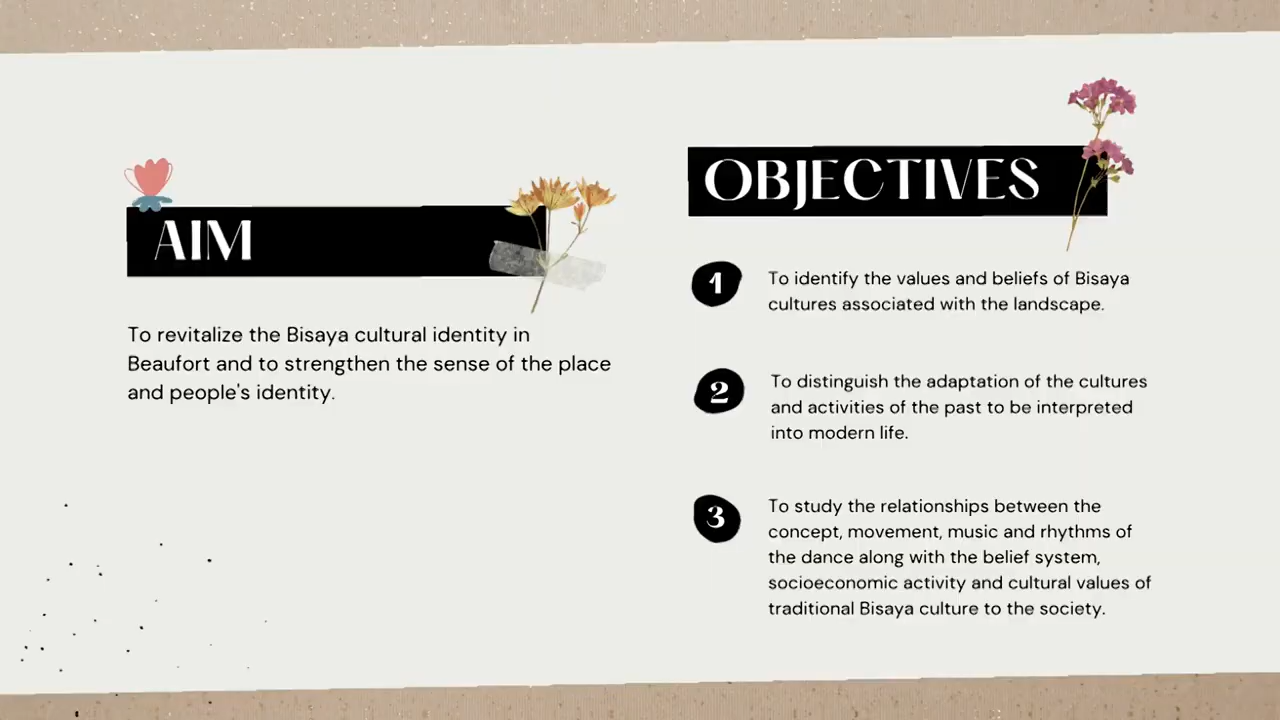 AIM
To revitalize the Bisaya cultural identity in
Beaufort and to strengthen the sense of the place
and people's identity.
OBJECTIVES
1
To identify the values and beliefs of Bisaya
cultures associated with the landscape.
2
To distinguish the adaptation of the cultures
and activities of the past to be interpreted
into modern life.
3
To study the relationships between the
concept, movement, music and rhythms of
the dance along with the belief system,
socioeconomic activity and cultural values of
traditional Bisaya culture to the society.